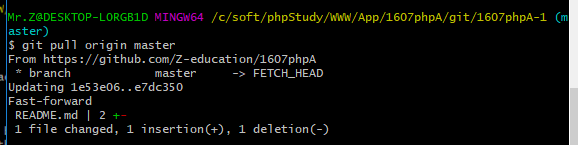 Mr.Z@DESKTOP-LORGB1D MINGW64 /c/soft/phpStudy/WWW/App/1607phpA/git/1607phpA-1 (m
aster)
$ git pull origin master
From https://github.com/Z-education/1607phpA
 * branch            master     -> FETCH_HEAD
Updating 1e53e06..e7dc350
Fast-forward
 README.md | 2 +-
 1 file changed, 1 insertion(+), 1 deletion(-)